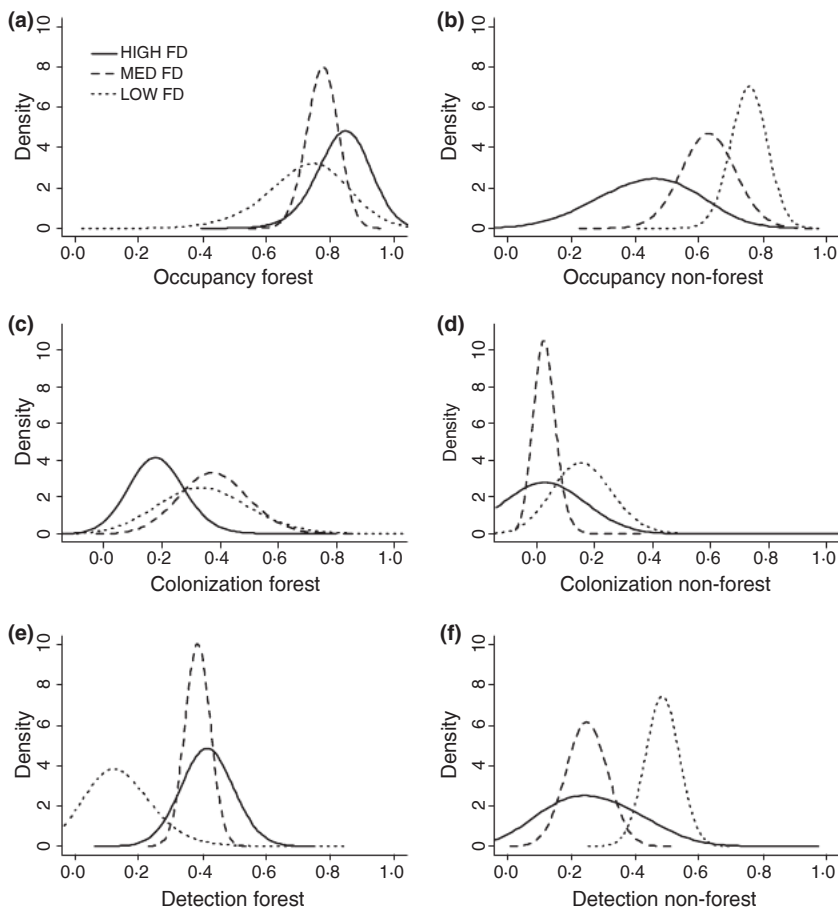 (a)
10
8
6
4
2
0
Density
HIGH FD
MED FD
LOW FD
0·0 0·2 0·4 0·6 0·8 1·0
Occupancy forest
(b)
10
8
6
4
2
0
Density
0·0 0·2 0·4 0·6 0·8 1·0
Occupancy non-forest
(c)
10
8
6
4
2
0
Density
0·0 0·2 0·4 0·6 0·8 1·0
Colonization forest
(d)
10
8
6
4
2
0
Density
0·0 0·2 0·4 0·6 0·8 1·0
Colonization non-forest
(e)
10
8
6
4
2
0
Density
0·0 0·2 0·4 0·6 0·8 1·0
Detection forest
(f)
10
8
6
4
2
0
Density
0·0 0·2 0·4 0·6 0·8 1·0
Detection non-forest